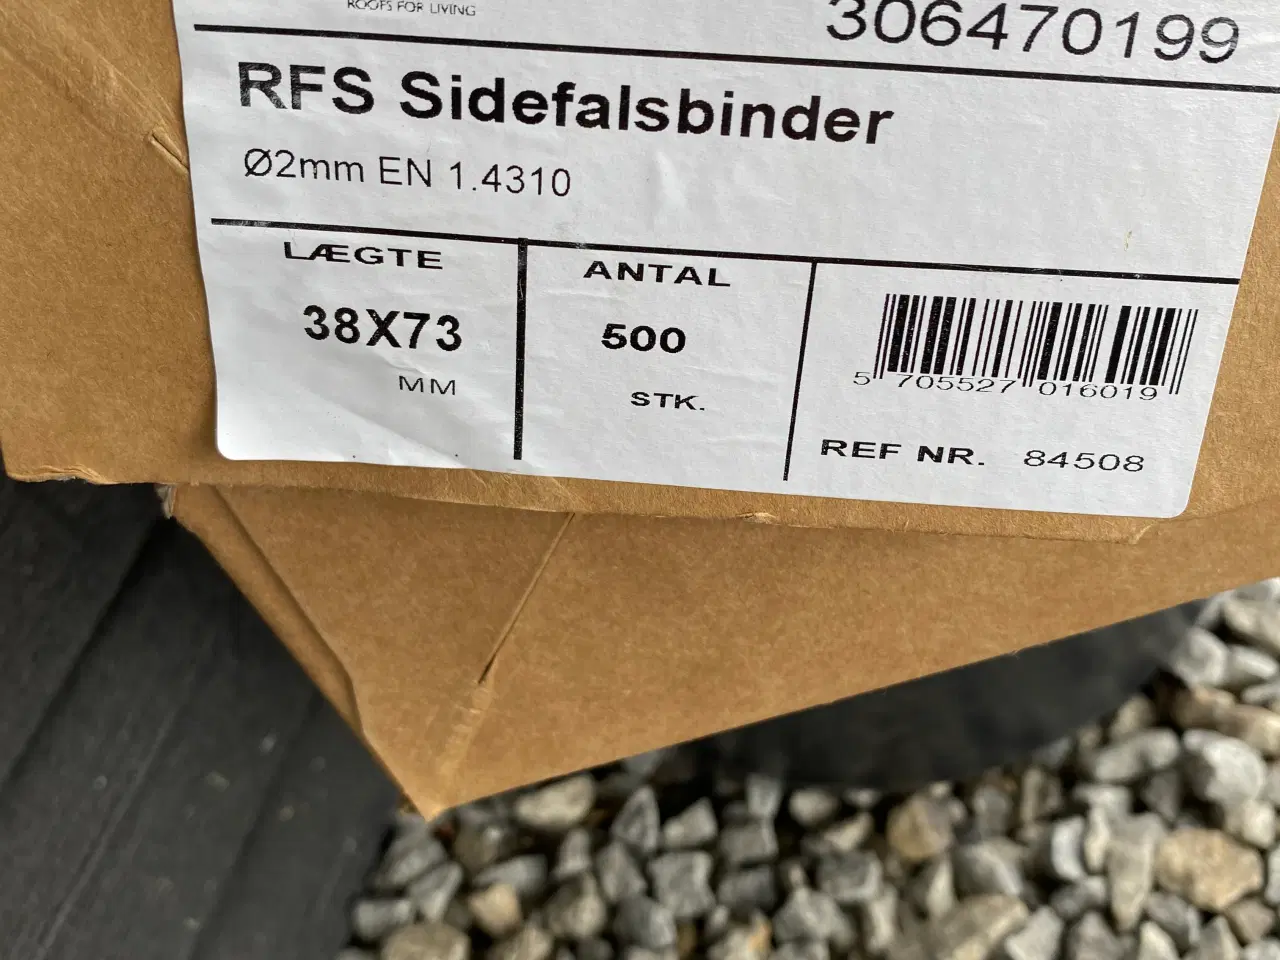 ROOFS FOR LIVING
306470199
RFS Sidefalsbinder
Ø2mm EN 1.4310
LÆGTE
38X73
MM
ANTAL
500
STK.
5 705527 016019
REF NR. 84508